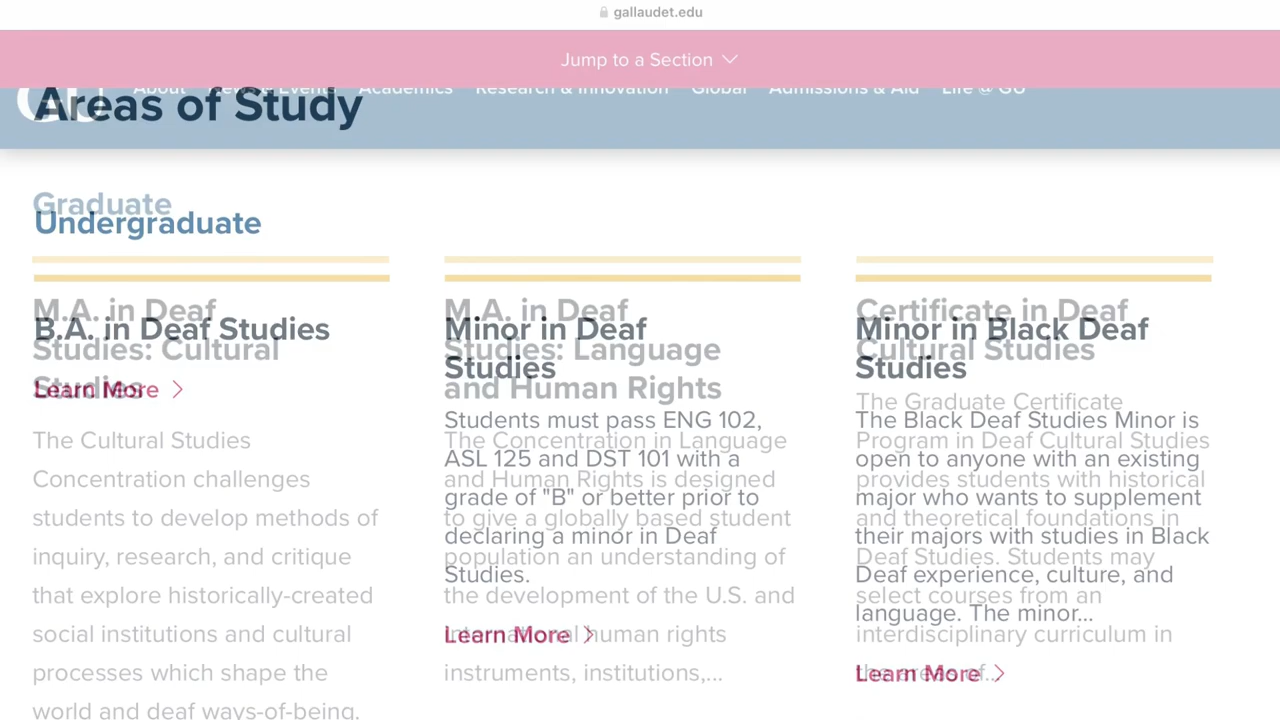 gallaudet.edu
Jump to a Section
GU
About News & Events Academics Research & Innovation Global Admissions & Aid Life @ GU
Areas of Study
Graduate
Undergraduate
M.A. in Deaf
Studies: Cultural
Studies
The Cultural Studies
Concentration challenges
students to develop methods of
inquiry, research, and critique
that explore historically-created
social institutions and cultural
processes which shape the
world and deaf ways-of-being.
B.A. in Deaf Studies
Learn More
M.A. in Deaf
Studies: Language
and Human Rights
The Concentration in Language
and Human Rights is designed
to give a globally based student
population an understanding of
the development of the U.S. and
international human rights
instruments, institutions,...
Minor in Deaf
Studies
Students must pass ENG 102,
ASL 125 and DST 101 with a
grade of "B" or better prior to
declaring a minor in Deaf
Studies.
Learn More
Certificate in Deaf
Cultural Studies
The Graduate Certificate
Program in Deaf Cultural Studies
provides students with historical
and theoretical foundations in
Deaf Studies. Students may
select courses from an
interdisciplinary curriculum in
the areas of...
Minor in Black Deaf
Studies
The Black Deaf Studies Minor is
open to anyone with an existing
major who wants to supplement
their majors with studies in Black
Deaf experience, culture, and
language. The minor...
Learn More